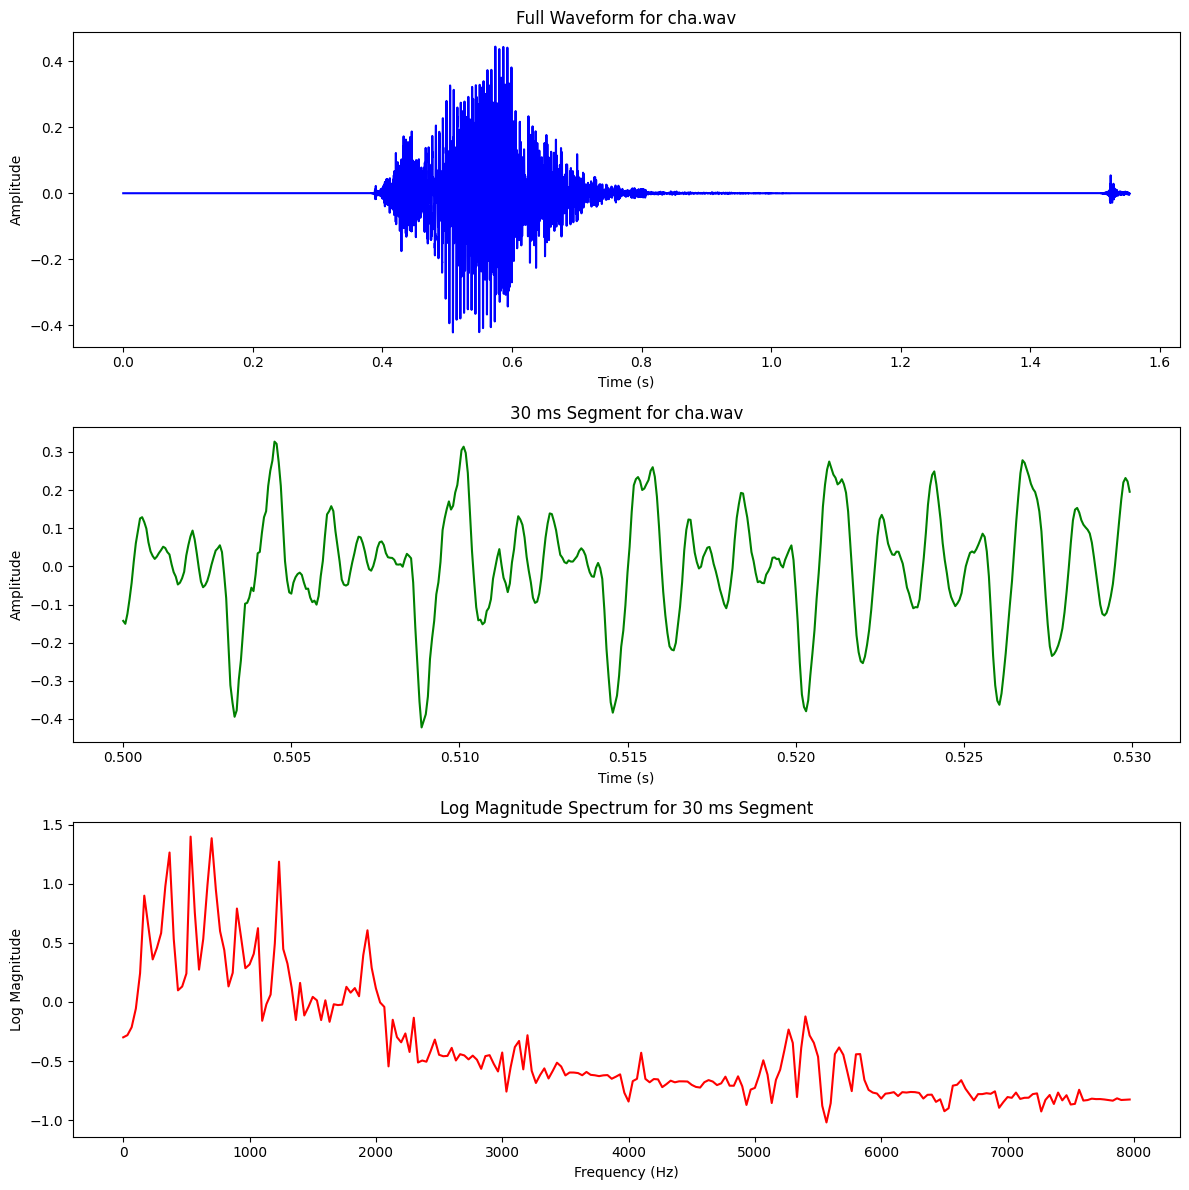 Full Waveform for cha.wav
0.4
0.2
0.0
−0.2
−0.4
Amplitude
0.0 0.2 0.4 0.6 0.8 1.0 1.2 1.4 1.6
Time (s)
30 ms Segment for cha.wav
0.3
0.2
0.1
0.0
−0.1
−0.2
−0.3
−0.4
Amplitude
0.500 0.505 0.510 0.515 0.520 0.525 0.530
Time (s)
Log Magnitude Spectrum for 30 ms Segment
1.5
1.0
0.5
0.0
−0.5
−1.0
Log Magnitude
0 1000 2000 3000 4000 5000 6000 7000 8000
Frequency (Hz)